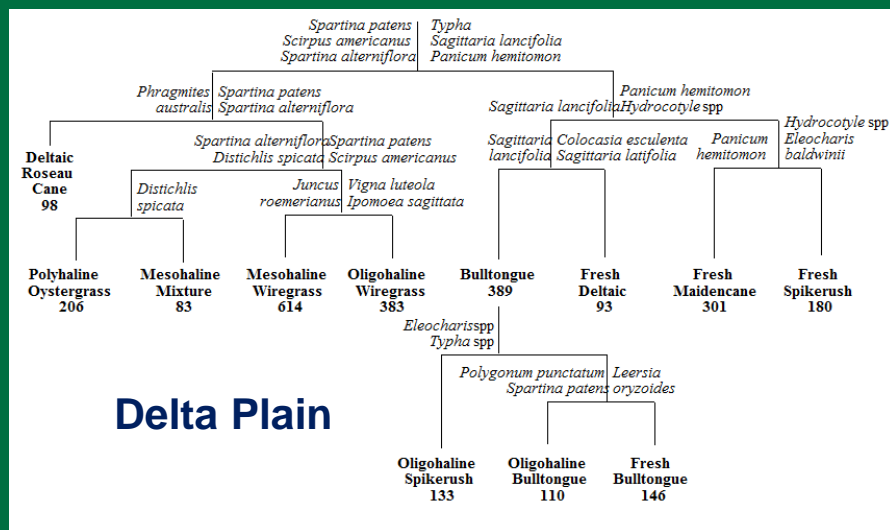 Spartina patens Typha
Scirpus americanus Sagittaria lancifolia
Spartina alterniflora Panicum hemitomon
Phragmites Spartina patens
australis Spartina alterniflora
Panicum hemitomon
Sagittaria lancifolia Hydrocotyle spp
Spartina alterniflora Spartina patens
Distichlis spicata Scirpus americanus
Sagittaria Colocasia esculenta
lancifolia Sagittaria latifolia
Panicum
hemitomon
Hydrocotyle spp
Eleocharis
baldwinii
Deltaic
Roseau
Cane
98
Distichlis
spicata
Juncus Vigna luteola
roemerianus Ipomoea sagittata
Polyhaline
Oystergrass
206
Mesohaline
Mixture
83
Mesohaline
Wiregrass
614
Oligohaline
Wiregrass
383
Bulltongue
389
Fresh
Deltaic
93
Fresh
Maidencane
301
Fresh
Spikerush
180
Eleocharis spp
Typha spp
Polygonum punctatum Leersia
Spartina patens oryzoides
Delta Plain
Oligohaline
Spikerush
133
Oligohaline
Bulltongue
110
Fresh
Bulltongue
146